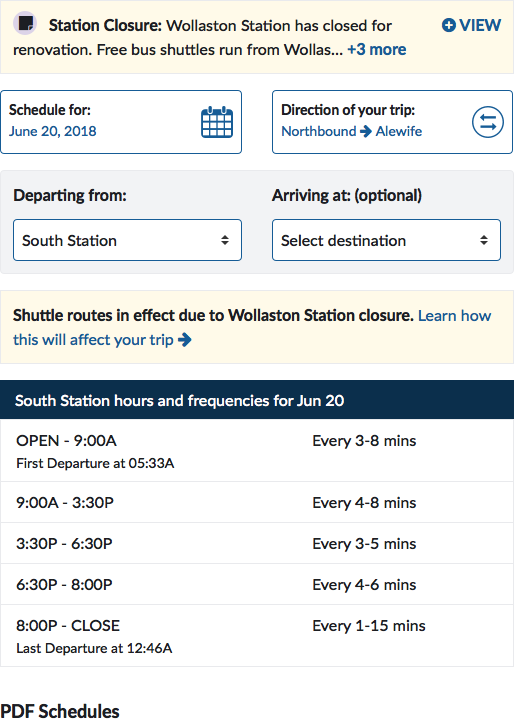 Station Closure: Wollaston Station has closed for
VIEW
renovation. Free bus shuttles run from Wollas... +3 more
Schedule for:
June 20, 2018
Direction of your trip:
Northbound Alewife
Departing from:
South Station
Arriving at: (optional)
Select destination
Shuttle routes in effect due to Wollaston Station closure. Learn how
this will affect your trip
South Station hours and frequencies for Jun 20
OPEN - 9:00A Every 3-8 mins
First Departure at 05:33A
9:00A - 3:30P Every 4-8 mins
3:30P - 6:30P Every 3-5 mins
6:30P - 8:00P Every 4-6 mins
8:00P - CLOSE Every 1-15 mins
Last Departure at 12:46A
PDF Schedules